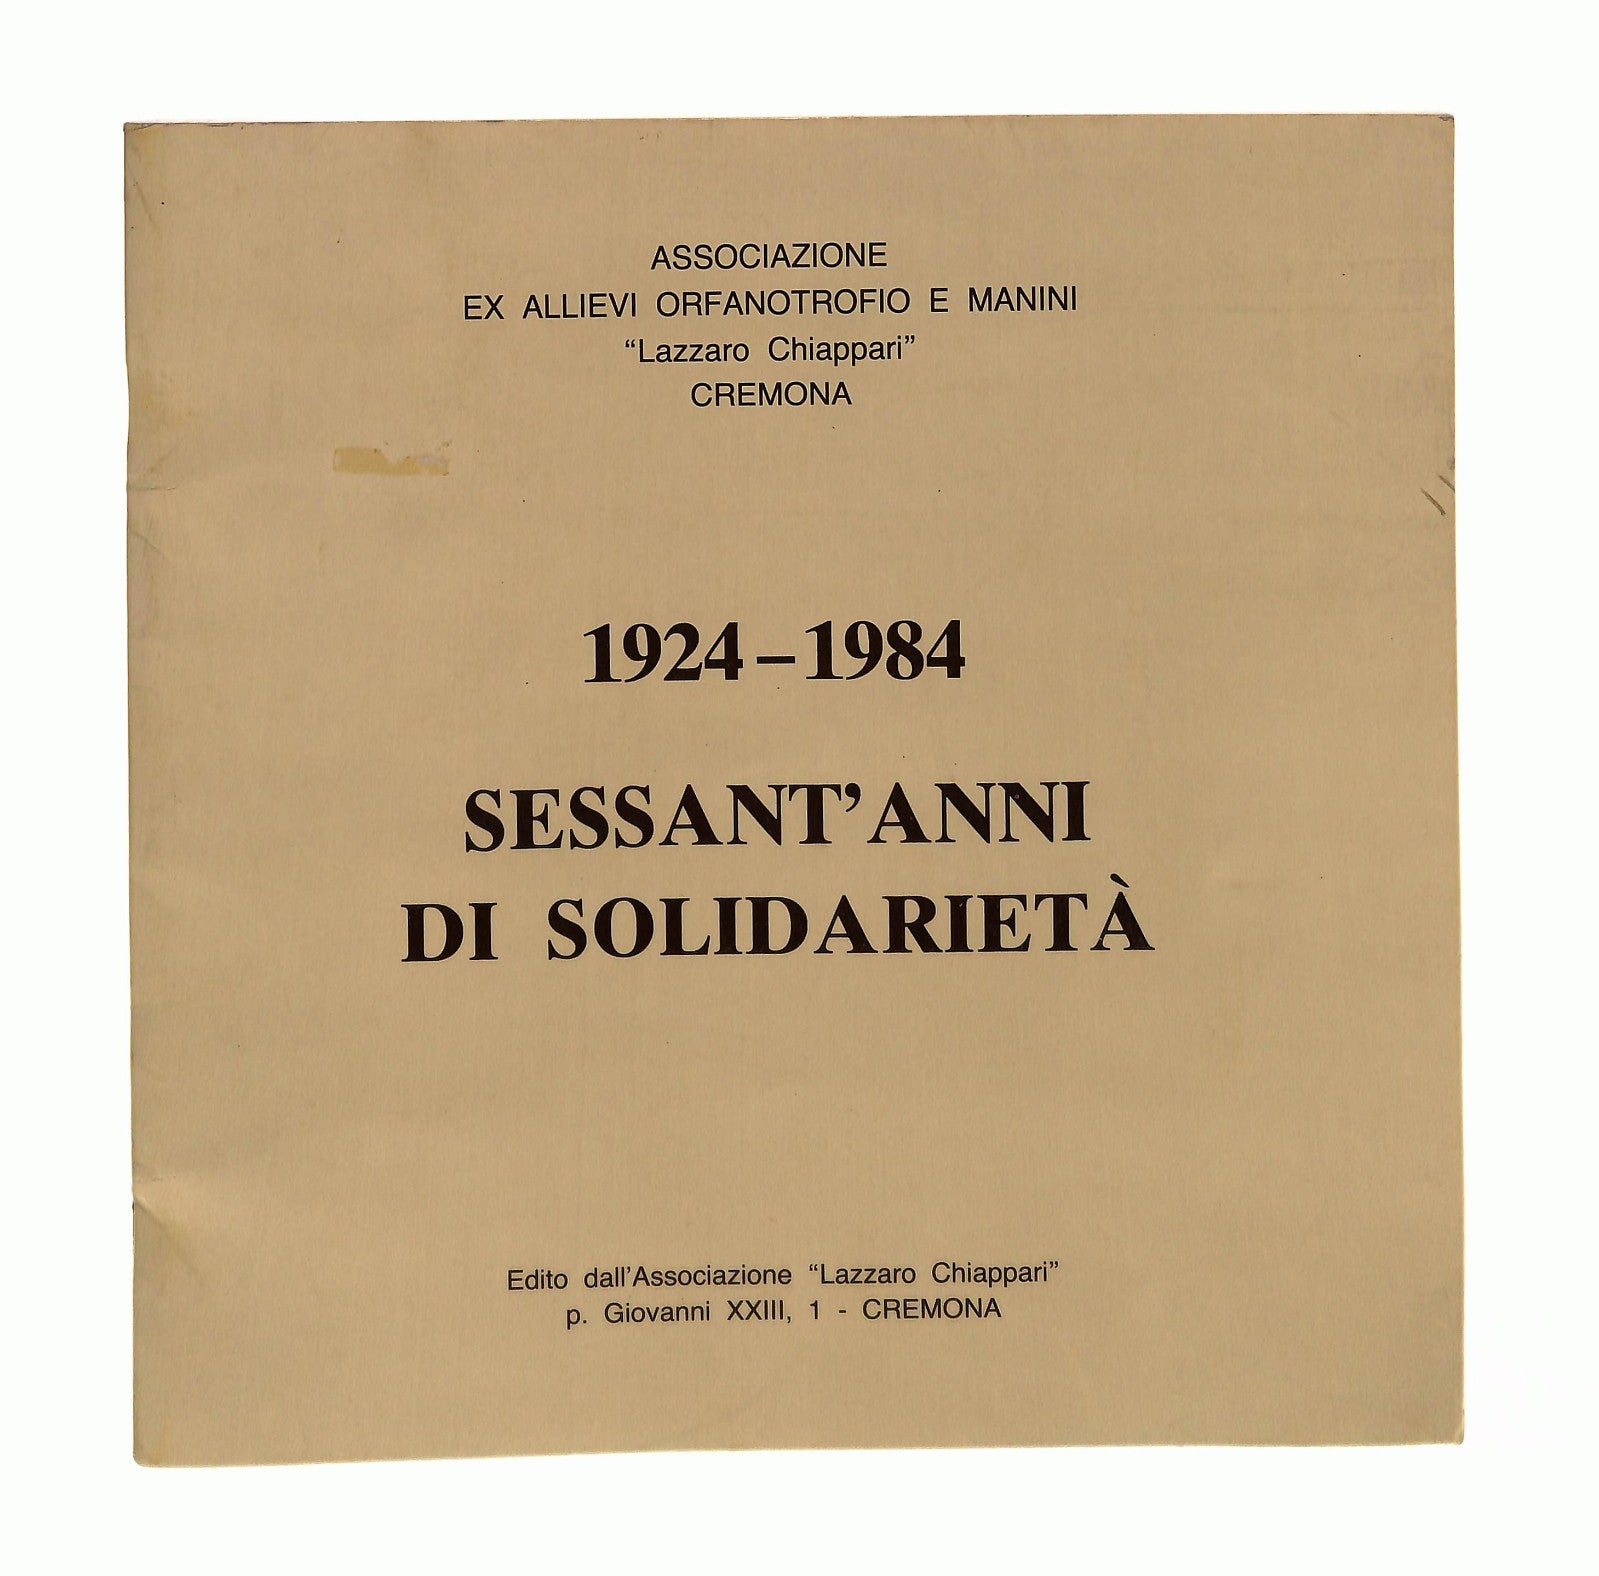 ASSOCIAZIONE
EX ALLIEVI ORFANOTROFIO E MANINI
“Lazzaro Chiappari”
CREMONA
1924–1984
SESSANT’ANNI
DI SOLIDARIETÀ
Edito dall’Associazione “Lazzaro Chiappari”
p. Giovanni XXIII, 1 - CREMONA